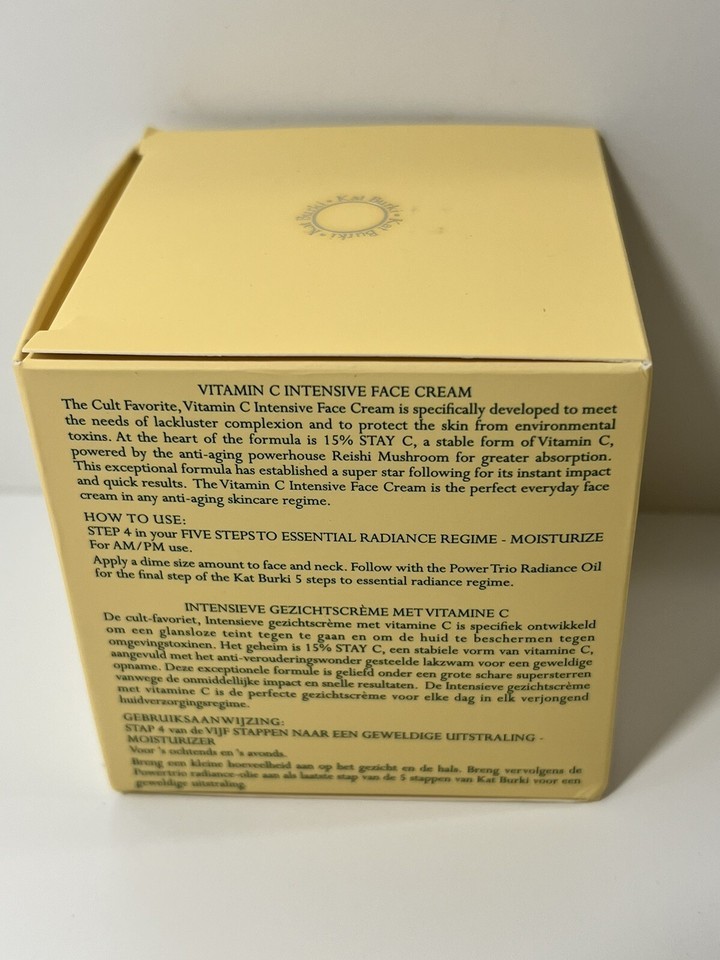 Kat Burki • Kat Burki • Kat Burki •
VITAMIN C INTENSIVE FACE CREAM
The Cult Favorite, Vitamin C Intensive Face Cream is specifically developed to meet
the needs of lackluster complexion and to protect the skin from environmental
toxins. At the heart of the formula is 15% STAY C, a stable form of Vitamin C,
powered by the anti-aging powerhouse Reishi Mushroom for greater absorption.
This exceptional formula has established a super star following for its instant impact
and quick results. The Vitamin C Intensive Face Cream is the perfect everyday face
cream in any anti-aging skincare regime.
HOW TO USE:
STEP 4 in your FIVE STEPS TO ESSENTIAL RADIANCE REGIME - MOISTURIZE
For AM/PM use.
Apply a dime size amount to face and neck. Follow with the Power Trio Radiance Oil
for the final step of the Kat Burki 5 steps to essential radiance regime.
INTENSIEVE GEZICHTSCRÈME MET VITAMINE C
De cult-favoriet, Intensieve gezichtscrème met vitamine C is specifiek ontwikkeld
om een glansloze teint tegen te gaan en om de huid te beschermen tegen
omgevingstoxinen. Het geheim is 15% STAY C, een stabiele vorm van vitamine C,
aangevuld met het anti-verouderingswonder gesteelde lakzwam voor een geweldige
opname. Deze exceptionele formule is geliefd onder een grote schare supersterren
vanwege de onmiddellijke impact en snelle resultaten. De Intensieve gezichtscrème
met vitamine C is de perfecte gezichtscrème voor elke dag in elk verjongend
huidverzorgingsregime.
GEBRUIKSAANWIJZING:
STAP 4 van de VIJF STAPPEN NAAR EEN GEWELDIGE UITSTRALING -
MOISTURIZER
Voor 's ochtends en 's avonds.
Breng een kleine hoeveelheid aan op het gezicht en de hals. Breng vervolgens de
Powertrio radiance-olie aan als laatste stap van de 5 stappen van Kat Burki voor een
geweldige uitstraling